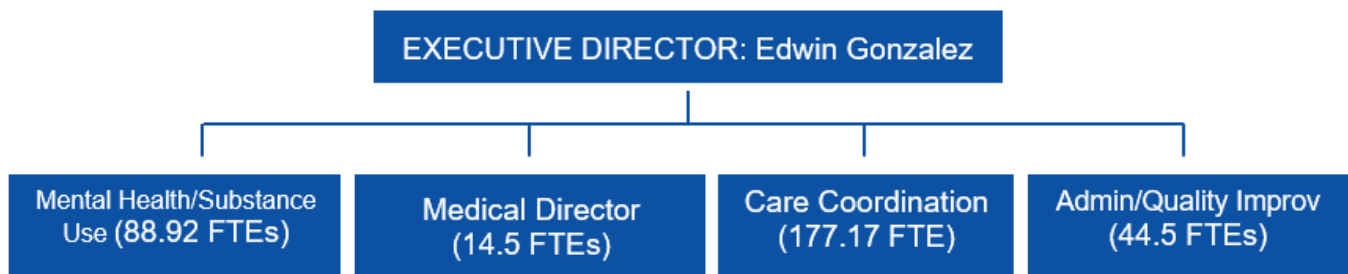 EXECUTIVE DIRECTOR: Edwin Gonzalez
Mental Health/Substance
Use (88.92 FTEs)
Medical Director
(14.5 FTEs)
Care Coordination
(177.17 FTE)
Admin/Quality Improv
(44.5 FTEs)